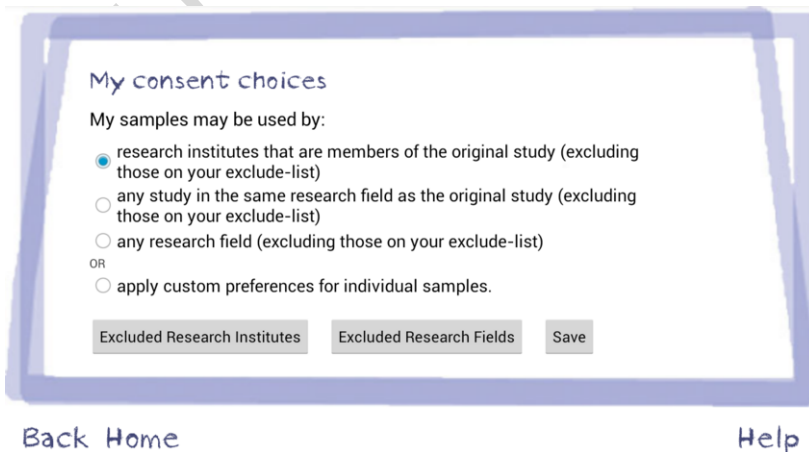 My consent choices
My samples may be used by:
research institutes that are members of the original study (excluding
those on your exclude-list)
any study in the same research field as the original study (excluding
those on your exclude-list)
any research field (excluding those on your exclude-list)
OR
apply custom preferences for individual samples.
Excluded Research Institutes Excluded Research Fields Save
Back Home Help